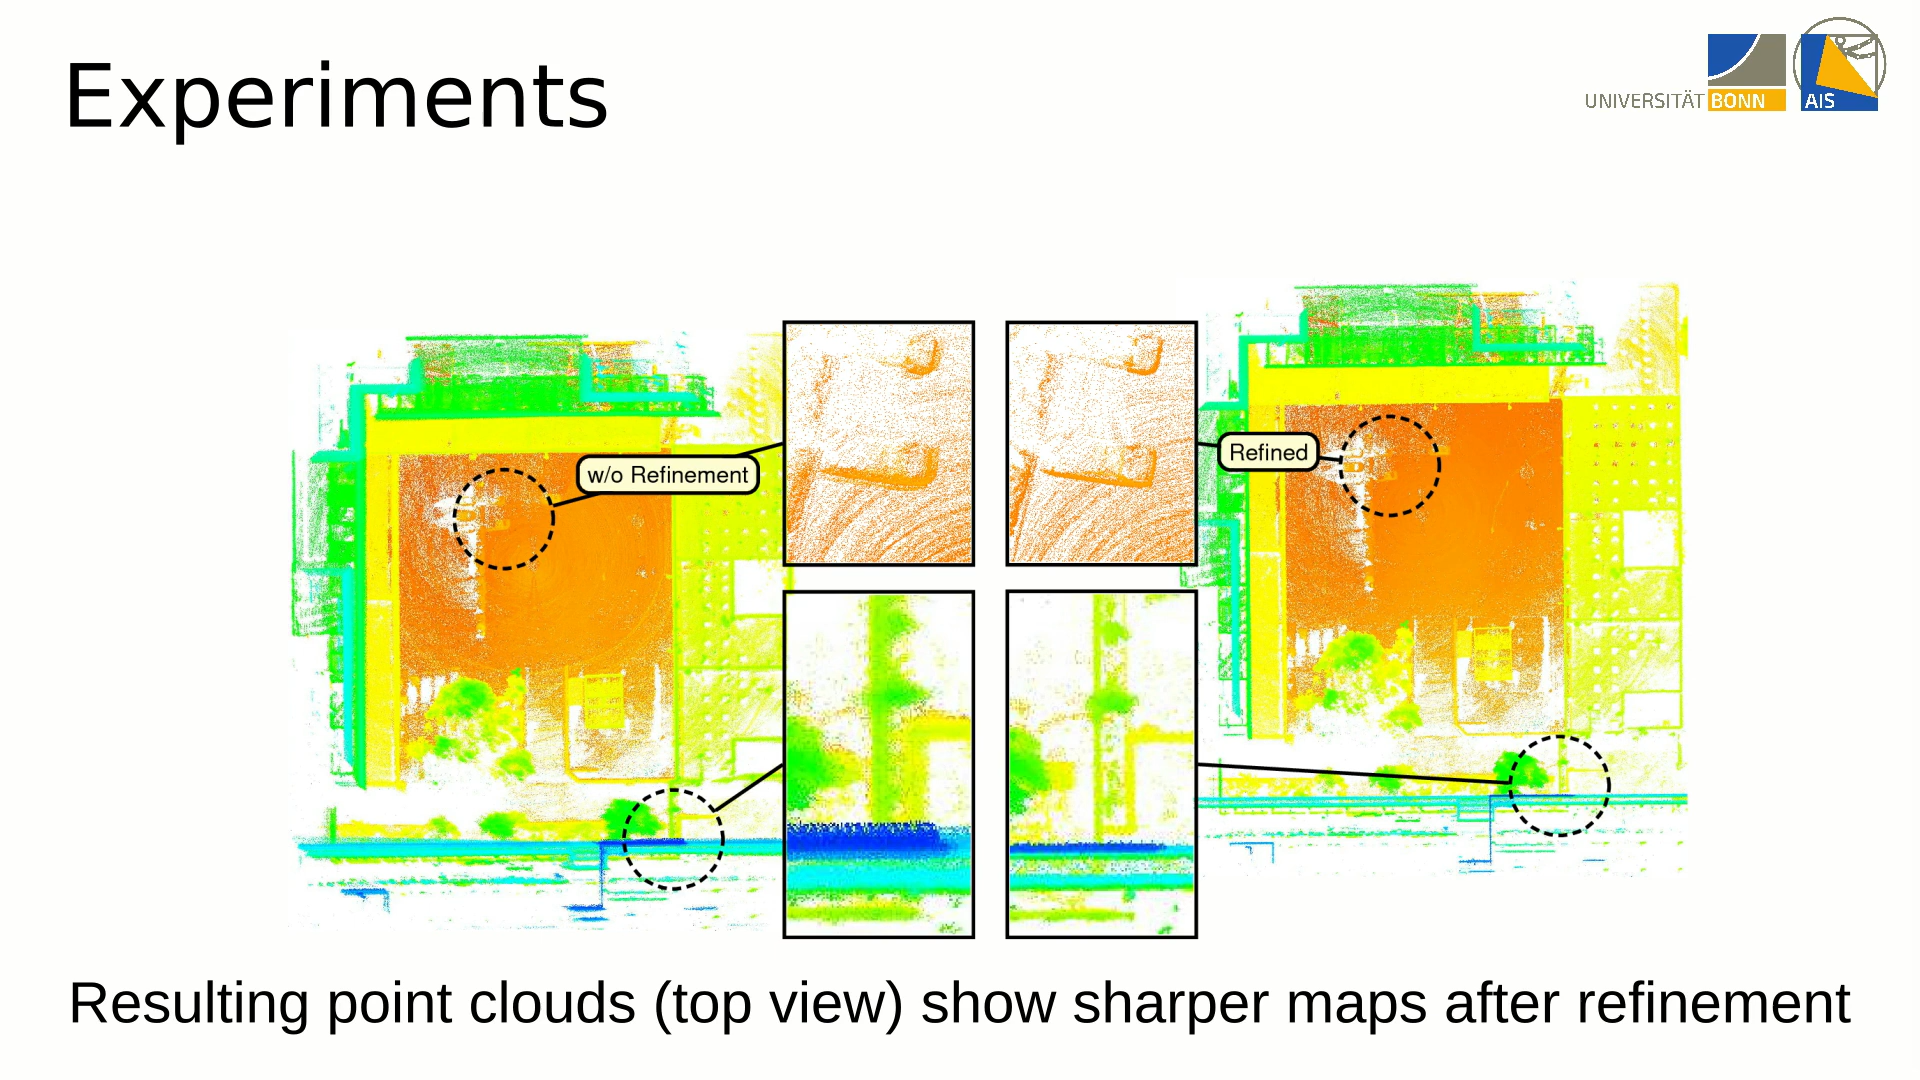 Experiments
UNIVERSITÄT BONN
AIS
w/o Refinement
Refined
Resulting point clouds (top view) show sharper maps after refinement